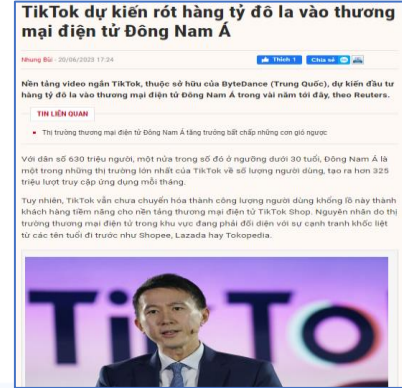 TikTok dự kiến rót hàng tỷ đô la vào thương
mại điện tử Đông Nam Á
Nhung Bùi - 20/06/2023 17:24
Thích 1 Chia sẻ
Nền tảng video ngắn TikTok, thuộc sở hữu của ByteDance (Trung Quốc), dự kiến đầu tư
hàng tỷ đô la vào thương mại điện tử Đông Nam Á trong vài năm tới đây, theo Reuters.
TIN LIÊN QUAN
Thị trường thương mại điện tử Đông Nam Á tăng trưởng bất chấp những cơn gió ngược
Với dân số 630 triệu người, một nửa trong số đó ở ngưỡng dưới 30 tuổi, Đông Nam Á là
một trong những thị trường lớn nhất của TikTok về số lượng người dùng, tạo ra hơn 325
triệu lượt truy cập ứng dụng mỗi tháng.
Tuy nhiên, TikTok vẫn chưa chuyển hóa thành công lượng người dùng khổng lồ này thành
khách hàng tiềm năng cho nền tảng thương mại điện tử TikTok Shop. Nguyên nhân do thị
trường thương mại điện tử trong khu vực đang phải đối diện với sự cạnh tranh khốc liệt
từ các tên tuổi đi trước như Shopee, Lazada hay Tokopedia.
TikTo